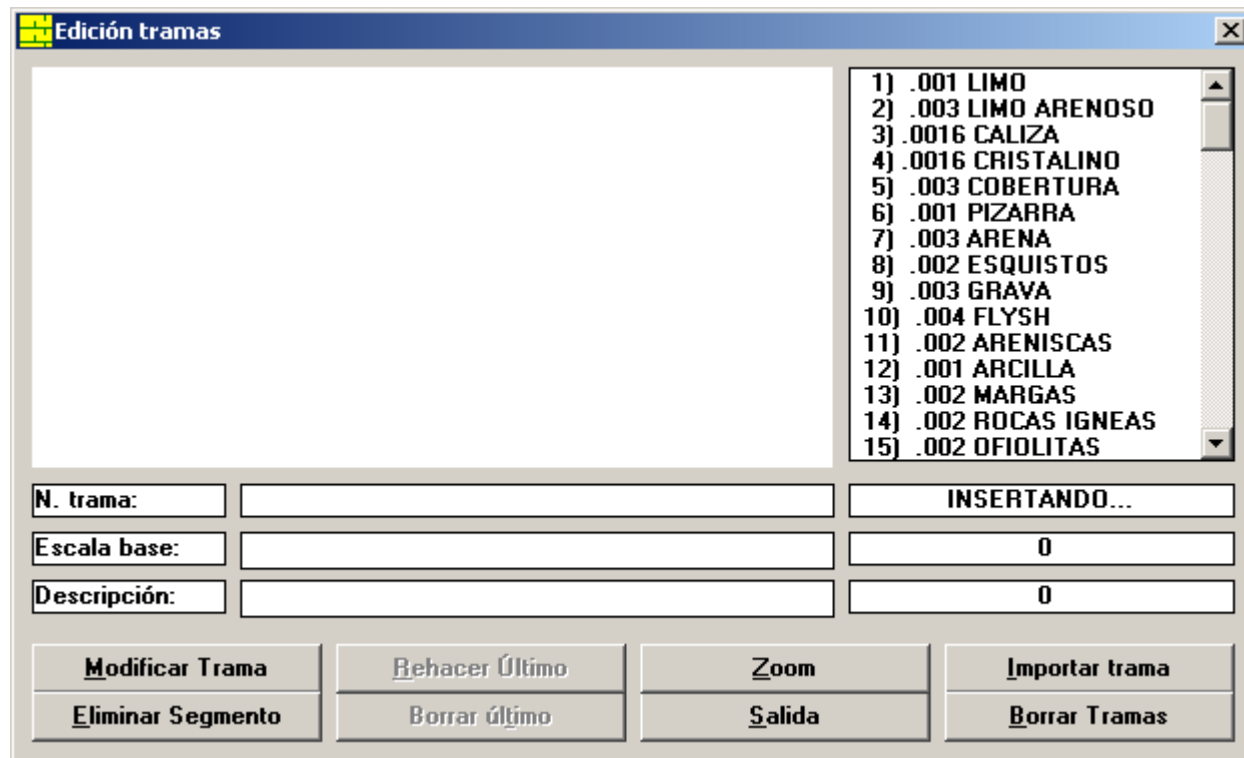 Edición tramas
1) .001 LIMO
2) .003 LIMO ARENOSO
3) .0016 CALIZA
4) .0016 CRISTALINO
5) .003 COBERTURA
6) .001 PIZARRA
7) .003 ARENA
8) .002 ESQUISTOS
9) .003 GRAVA
10) .004 FLYSH
11) .002 ARENISCAS
12) .001 ARCILLA
13) .002 MARGAS
14) .002 ROCAS IGNEAS
15) .002 OFIOLITAS
N. trama:
INSERTANDO...
Escala base:
0
Descripción:
0
Modificar Trama
Rehacer Último
Zoom
Importar trama
Eliminar Segmento
Borrar último
Salida
Borrar Tramas